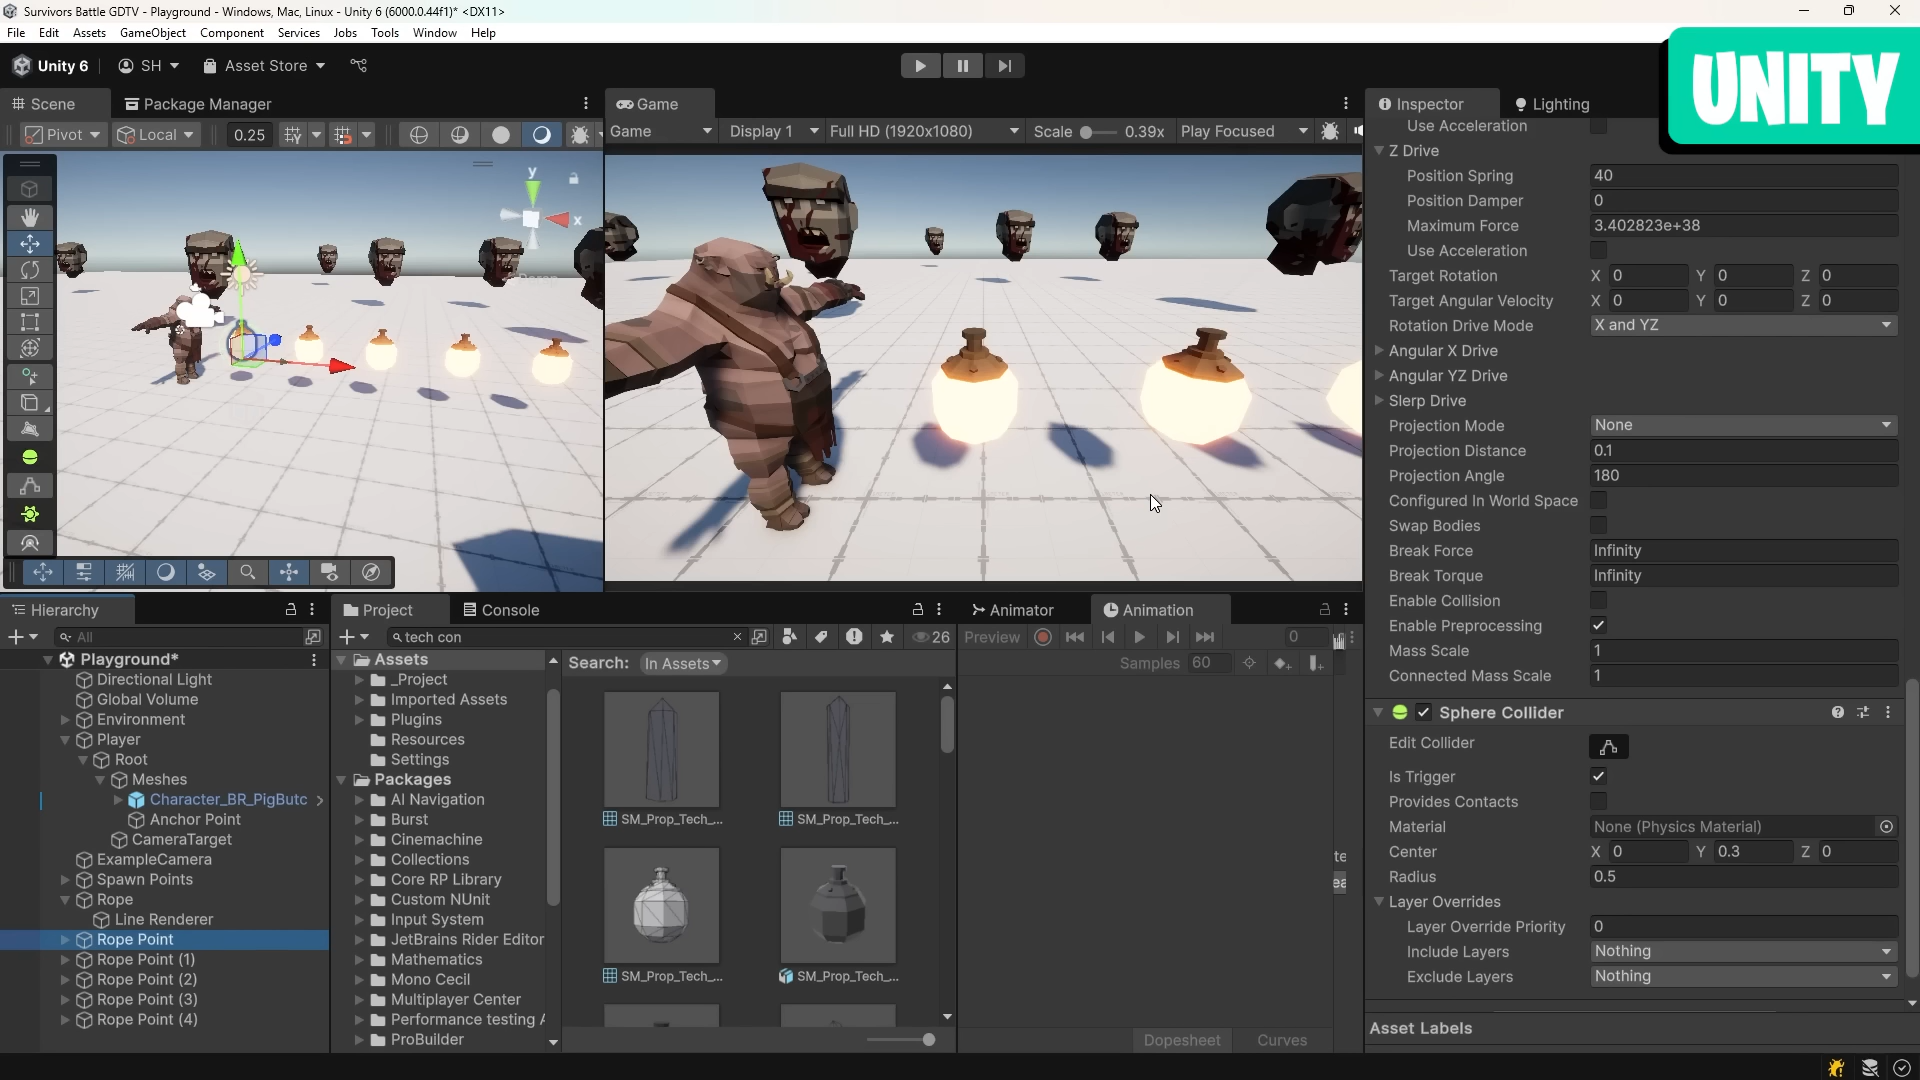 Survivors Battle GDTV - Playground - Windows, Mac, Linux - Unity 6 (6000.0.44f1)* <DX11>
File Edit Assets GameObject Component Services Jobs Tools Window Help
Unity 6 SH Asset Store
UNITY
Scene Package Manager
Game
Inspector Lighting
Pivot Local 0.25
Game Display 1 Full HD (1920x1080) Scale 0.39x Play Focused
y
x
Persp
Use Acceleration
Z Drive
Position Spring 40
Position Damper 0
Maximum Force 3.402823e+38
Use Acceleration
Target Rotation X 0 Y 0 Z 0
Target Angular Velocity X 0 Y 0 Z 0
Rotation Drive Mode X and YZ
Angular X Drive
Angular YZ Drive
Slerp Drive
Projection Mode None
Projection Distance 0.1
Projection Angle 180
Configured In World Space
Swap Bodies
Break Force Infinity
Break Torque Infinity
Enable Collision
Enable Preprocessing
Mass Scale 1
Connected Mass Scale 1
Sphere Collider
Edit Collider
Is Trigger
Provides Contacts
Material None (Physics Material)
Center X 0 Y 0.3 Z 0
Radius 0.5
Layer Overrides
Layer Override Priority 0
Include Layers Nothing
Exclude Layers Nothing
Asset Labels
Hierarchy
All
Playground*
Directional Light
Global Volume
Environment
Player
Root
Meshes
Character_BR_PigButc
Anchor Point
CameraTarget
ExampleCamera
Spawn Points
Rope
Line Renderer
Rope Point
Rope Point (1)
Rope Point (2)
Rope Point (3)
Rope Point (4)
Project Console
tech con
26
Assets
_Project
Imported Assets
Plugins
Resources
Settings
Packages
AI Navigation
Burst
Cinemachine
Collections
Core RP Library
Custom NUnit
Input System
JetBrains Rider Editor
Mathematics
Mono Cecil
Multiplayer Center
Performance testing A
ProBuilder
Search: In Assets
SM_Prop_Tech_... SM_Prop_Tech_...
SM_Prop_Tech_... SM_Prop_Tech_...
Animator Animation
Preview 0
Samples 60
Dopesheet Curves